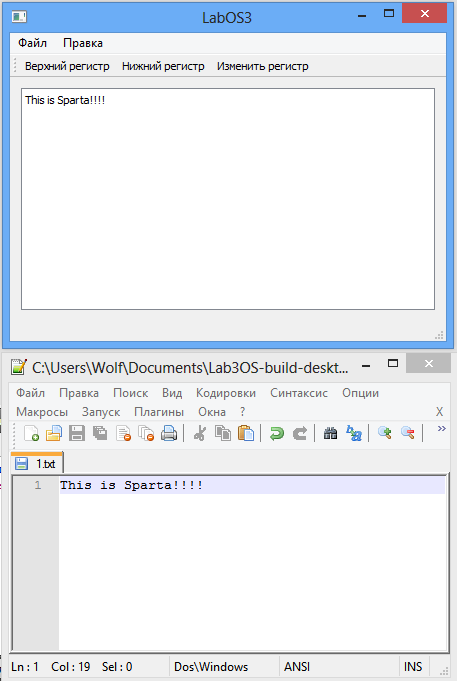 LabOS3
Файл Правка
Верхний регистр Нижний регистр Изменить регистр
This is Sparta!!!!
C:\Users\Wolf\Documents\Lab3OS-build-deskt...
Файл Правка Поиск Вид Кодировки Синтаксис Опции
Макросы Запуск Плагины Окна ? X
1.txt
1 This is Sparta!!!!
Ln : 1 Col : 19 Sel : 0 Dos\Windows ANSI INS